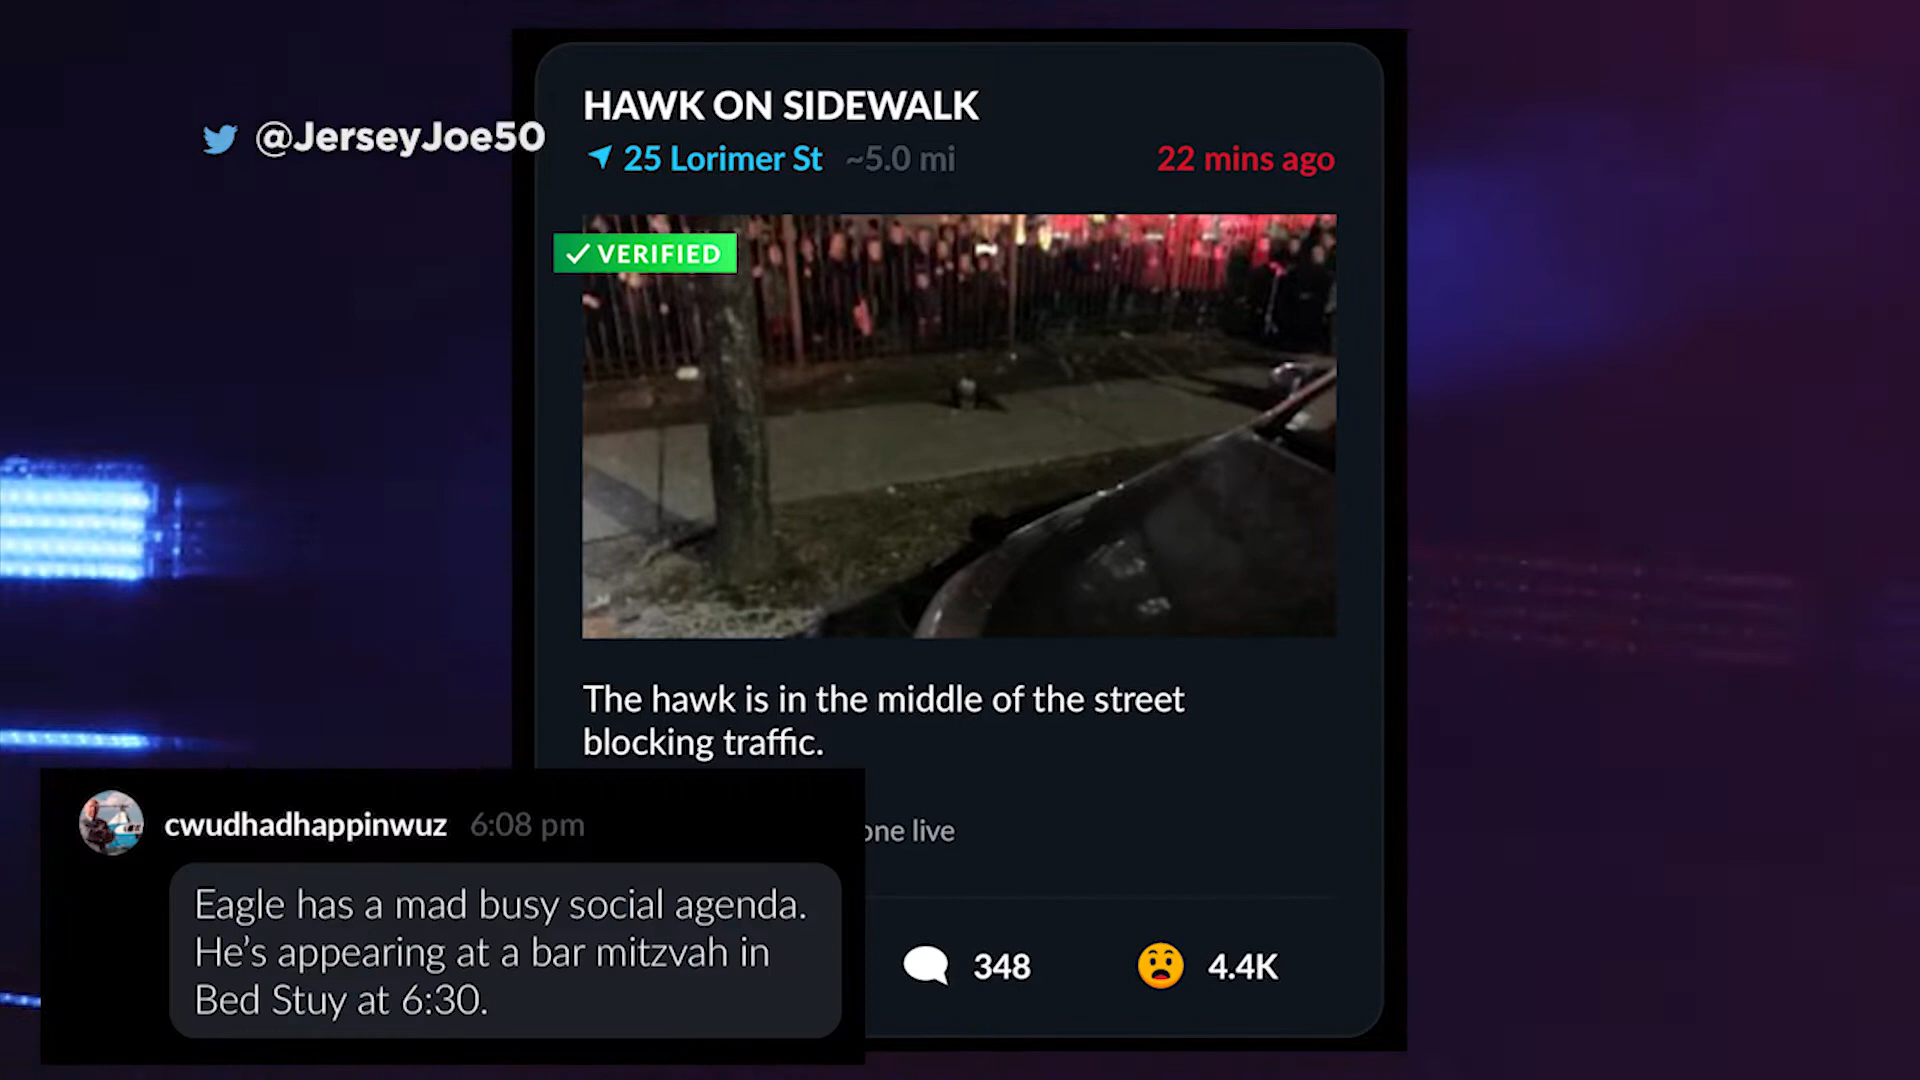 @JerseyJoe50
HAWK ON SIDEWALK
25 Lorimer St ~5.0 mi 22 mins ago
✓ VERIFIED
The hawk is in the middle of the street
blocking traffic.
live
348 4.4K
cwudhadhappinwuz 6:08 pm
Eagle has a mad busy social agenda.
He's appearing at a bar mitzvah in
Bed Stuy at 6:30.